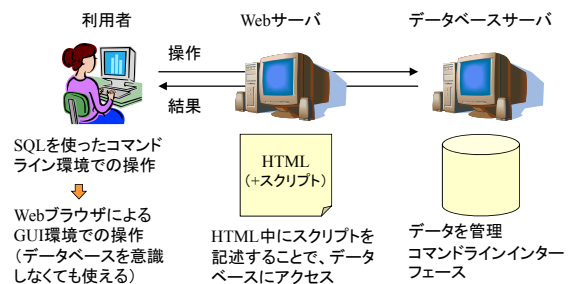 利用者
Webサーバ
データベースサーバ
操作
結果
SQLを使ったコマンド
ライン環境での操作
Webブラウザによる
GUI環境での操作
(データベースを意識
しなくても使える)
HTML
(+スクリプト)
HTML中にスクリプトを
記述することで、データ
ベースにアクセス
データを管理
コマンドラインインター
フェース